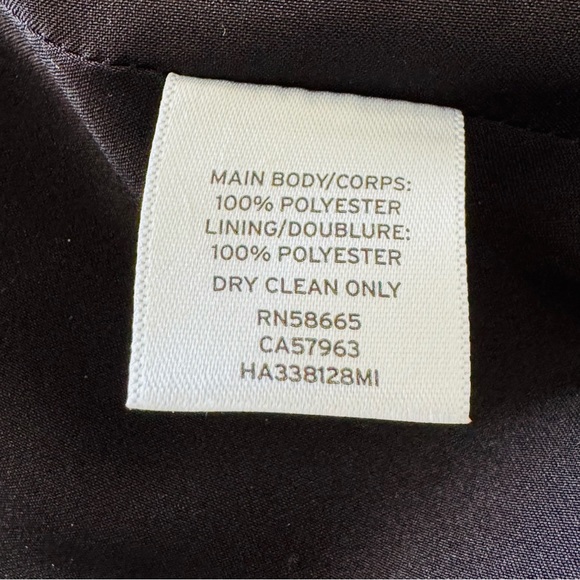 MAIN BODY/CORPS:
100% POLYESTER
LINING/DOUBLURE:
100% POLYESTER
DRY CLEAN ONLY
RN58665
CA57963
HA338128MI